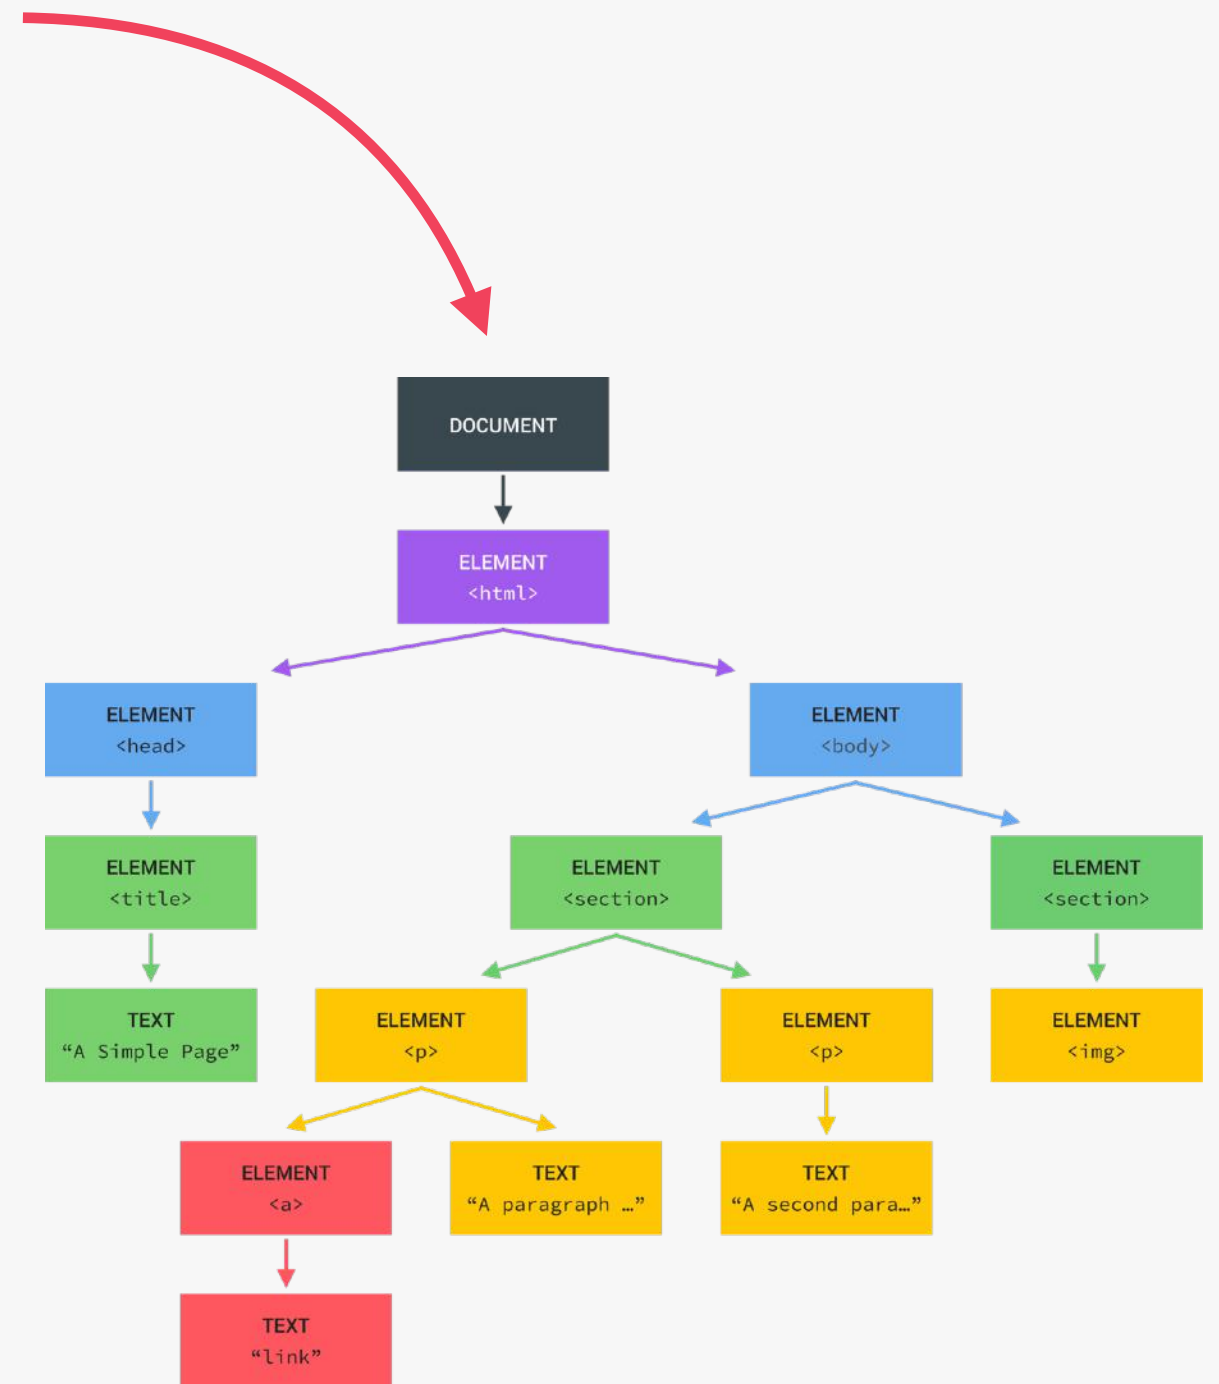 DOCUMENT
ELEMENT
<html>
ELEMENT
<head>
ELEMENT
<body>
ELEMENT
<title>
ELEMENT
<section>
ELEMENT
<section>
TEXT
“A Simple Page”
ELEMENT
<p>
ELEMENT
<p>
ELEMENT
<img>
ELEMENT
<a>
TEXT
“A paragraph …”
TEXT
“A second para…”
TEXT
“link”